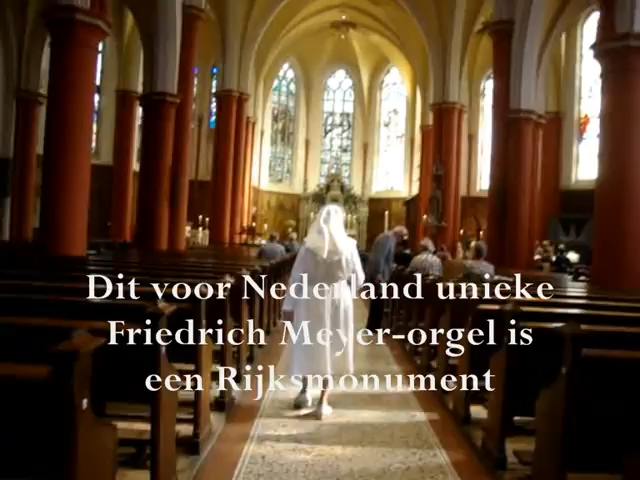 Dit voor Nederland unieke
Friedrich Meyer-orgel is
een Rijksmonument